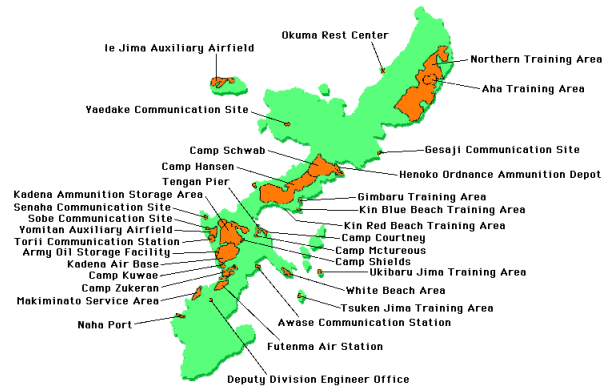 Okuma Rest Center
Ie Jima Auxiliary Airfield
Northern Training Area
Aha Training Area
Yaedake Communication Site
Gesaji Communication Site
Camp Schwab
Camp Hansen
Henoko Ordnance Ammunition Depot
Tengan Pier
Kadena Ammunition Storage Area
Gimbaru Training Area
Senaha Communication Site
Kin Blue Beach Training Area
Sobe Communication Site
Kin Red Beach Training Area
Yomitan Auxiliary Airfield
Camp Courtney
Torii Communication Station
Camp Mctureous
Army Oil Storage Facility
Camp Shields
Kadena Air Base
Ukibaru Jima Training Area
Camp Kuwae
Camp Zukeran
White Beach Area
Makiminato Service Area
Tsuken Jima Training Area
Naha Port
Awase Communication Station
Futenma Air Station
Deputy Division Engineer Office